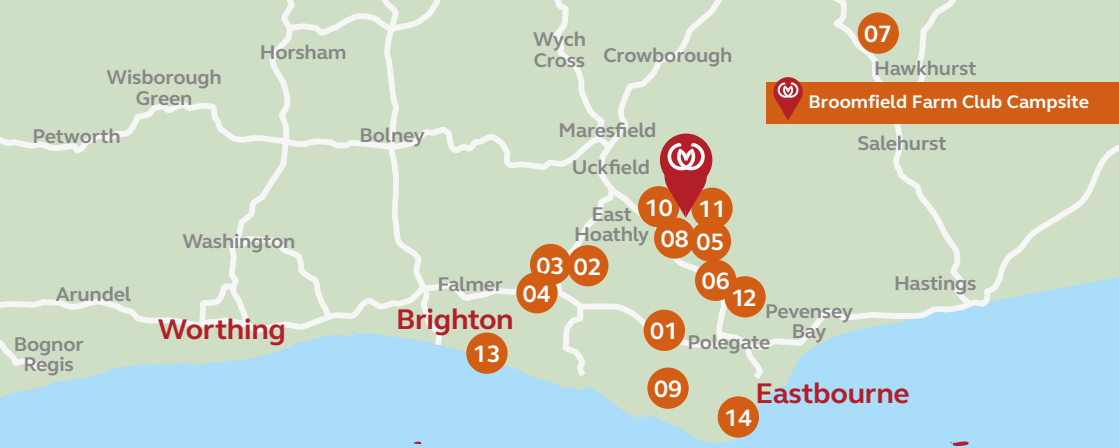 07
Wych
Cross
Crowborough
Horsham
Hawkhurst
Wisborough
Green
Broomfield Farm Club Campsite
Petworth
Bolney
Maresfield
Salehurst
Uckfield
10
11
East
Hoathly
08
05
Washington
03
02
06
Falmer
04
12
Hastings
Arundel
Pevensey
Bay
Worthing
Brighton
01
Polegate
Bognor
Regis
13
09
Eastbourne
14